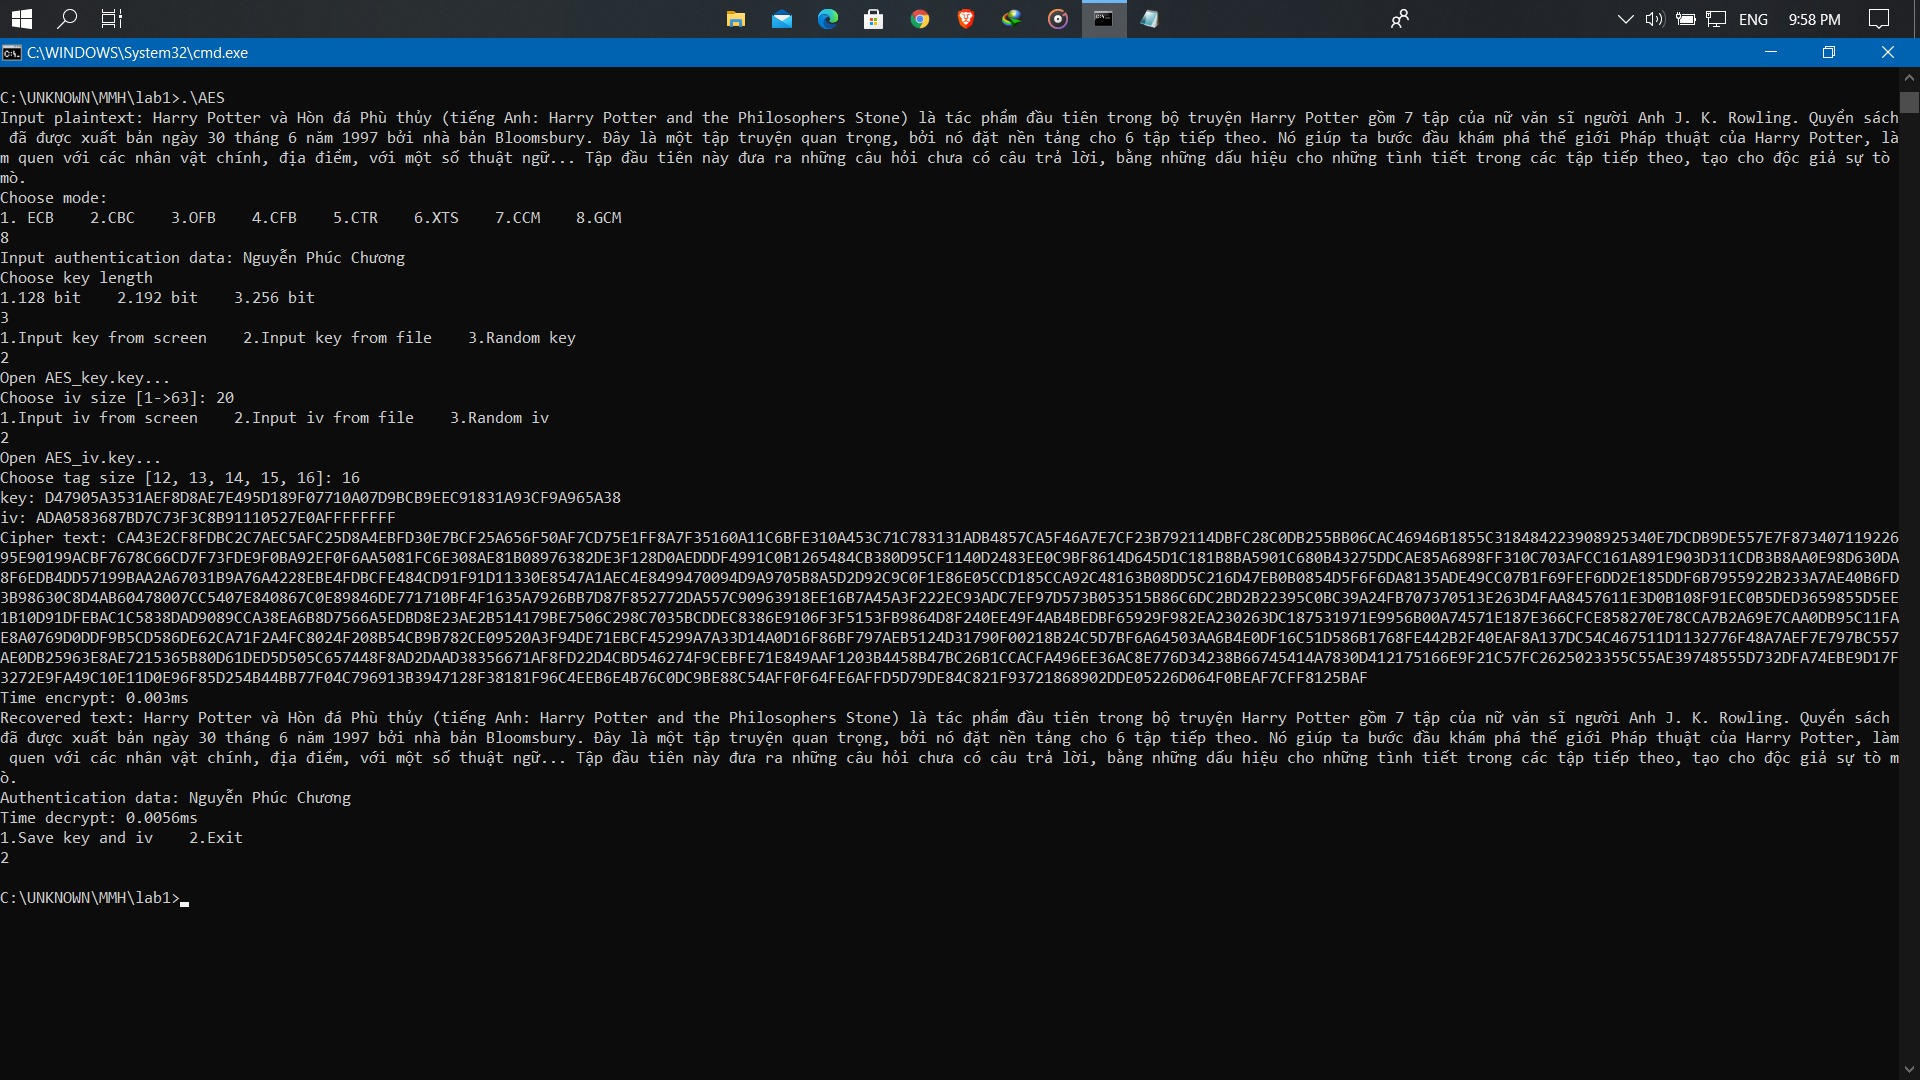 ENG 9:58 PM
C:\WINDOWS\System32\cmd.exe
C:\UNKNOWN\MMH\lab1>.\AES
Input plaintext: Harry Potter và Hòn đá Phù thủy (tiếng Anh: Harry Potter and the Philosophers Stone) là tác phẩm đầu tiên trong bộ truyện Harry Potter gồm 7 tập của nữ văn sĩ người Anh J. K. Rowling. Quyển sách
đã được xuất bản ngày 30 tháng 6 năm 1997 bởi nhà bản Bloomsbury. Đây là một tập truyện quan trọng, bởi nó đặt nền tảng cho 6 tập tiếp theo. Nó giúp ta bước đầu khám phá thế giới Pháp thuật của Harry Potter, là
m quen với các nhân vật chính, địa điểm, với một số thuật ngữ... Tập đầu tiên này đưa ra những câu hỏi chưa có câu trả lời, bằng những dấu hiệu cho những tình tiết trong các tập tiếp theo, tạo cho độc giả sự tò
mò.
Choose mode:
1. ECB    2.CBC    3.OFB    4.CFB    5.CTR    6.XTS    7.CCM    8.GCM
8
Input authentication data: Nguyễn Phúc Chương
Choose key length
1.128 bit    2.192 bit    3.256 bit
3
1.Input key from screen    2.Input key from file    3.Random key
2
Open AES_key.key...
Choose iv size [1->63]: 20
1.Input iv from screen    2.Input iv from file    3.Random iv
2
Open AES_iv.key...
Choose tag size [12, 13, 14, 15, 16]: 16
key: D47905A3531AEF8D8AE7E495D189F07710A07D9BCB9EEC91831A93CF9A965A38
iv: ADA0583687BD7C73F3C8B91110527E0AFFFFFFFF
Cipher text: CA43E2CF8FDBC2C7AEC5AFC25D8A4EBFD30E7BCF25A656F50AF7CD75E1FF8A7F35160A11C6BFE310A453C71C783131ADB4857CA5F46A7E7CF23B792114DBFC28C0DB255BB06CAC46946B1855C318484223908925340E7DCDB9DE557E7F873407119226
95E90199ACBF7678C66CD7F73FDE9F0BA92EF0F6AA5081FC6E308AE81B08976382DE3F128D0AEDDDF4991C0B1265484CB380D95CF1140D2483EE0C9BF8614D645D1C181B8BA5901C680B43275DDCAE85A6898FF310C703AFCC161A891E903D311CDB3B8AA0E98D630DA
8F6EDB4DD57199BAA2A67031B9A76A4228EBE4FDBCFE484CD91F91D11330E8547A1AEC4E8499470094D9A9705B8A5D2D92C9C0F1E86E05CCD185CCA92C48163B08DD5C216D47EB0B0854D5F6F6DA8135ADE49CC07B1F69FEF6DD2E185DDF6B7955922B233A7AE40B6FD
3B98630C8D4AB60478007CC5407E840867C0E89846DE771710BF4F1635A7926BB7D87F852772DA557C90963918EE16B7A45A3F222EC93ADC7EF97D573B053515B86C6DC2BD2B22395C0BC39A24FB707370513E263D4FAA8457611E3D0B108F91EC0B5DED3659855D5EE
1B10D91DFEBAC1C5838DAD9089CCA38EA6B8D7566A5EDBD8E23AE2B514179BE7506C298C7035BCDDEC8386E9106F3F5153FB9864D8F240EE49F4AB4BEDBF65929F982EA230263DC187531971E9956B00A74571E187E366CFCE858270E78CCA7B2A69E7CAA0DB95C11FA
E8A0769D0DDF9B5CD586DE62CA71F2A4FC8024F208B54CB9B782CE09520A3F94DE71EBCF45299A7A33D14A0D16F86BF797AEB5124D31790F00218B24C5D7BF6A64503AA6B4E0DF16C51D586B1768FE442B2F40EAF8A137DC54C467511D1132776F48A7AEF7E797BC557
AE0DB25963E8AE7215365B80D61DED5D505C657448F8AD2DAAD38356671AF8FD22D4CBD546274F9CEBFE71E849AAF1203B4458B47BC26B1CCACFA496EE36AC8E776D34238B66745414A7830D412175166E9F21C57FC2625023355C55AE39748555D732DFA74EBE9D17F
3272E9FA49C10E11D0E96F85D254B44BB77F04C796913B3947128F38181F96C4EEB6E4B76C0DC9BE88C54AFF0F64FE6AFFD5D79DE84C821F93721868902DDE05226D064F0BEAF7CFF8125BAF
Time encrypt: 0.003ms
Recovered text: Harry Potter và Hòn đá Phù thủy (tiếng Anh: Harry Potter and the Philosophers Stone) là tác phẩm đầu tiên trong bộ truyện Harry Potter gồm 7 tập của nữ văn sĩ người Anh J. K. Rowling. Quyển sách
đã được xuất bản ngày 30 tháng 6 năm 1997 bởi nhà bản Bloomsbury. Đây là một tập truyện quan trọng, bởi nó đặt nền tảng cho 6 tập tiếp theo. Nó giúp ta bước đầu khám phá thế giới Pháp thuật của Harry Potter, làm
quen với các nhân vật chính, địa điểm, với một số thuật ngữ... Tập đầu tiên này đưa ra những câu hỏi chưa có câu trả lời, bằng những dấu hiệu cho những tình tiết trong các tập tiếp theo, tạo cho độc giả sự tò m
ò.
Authentication data: Nguyễn Phúc Chương
Time decrypt: 0.0056ms
1.Save key and iv    2.Exit
2
C:\UNKNOWN\MMH\lab1>